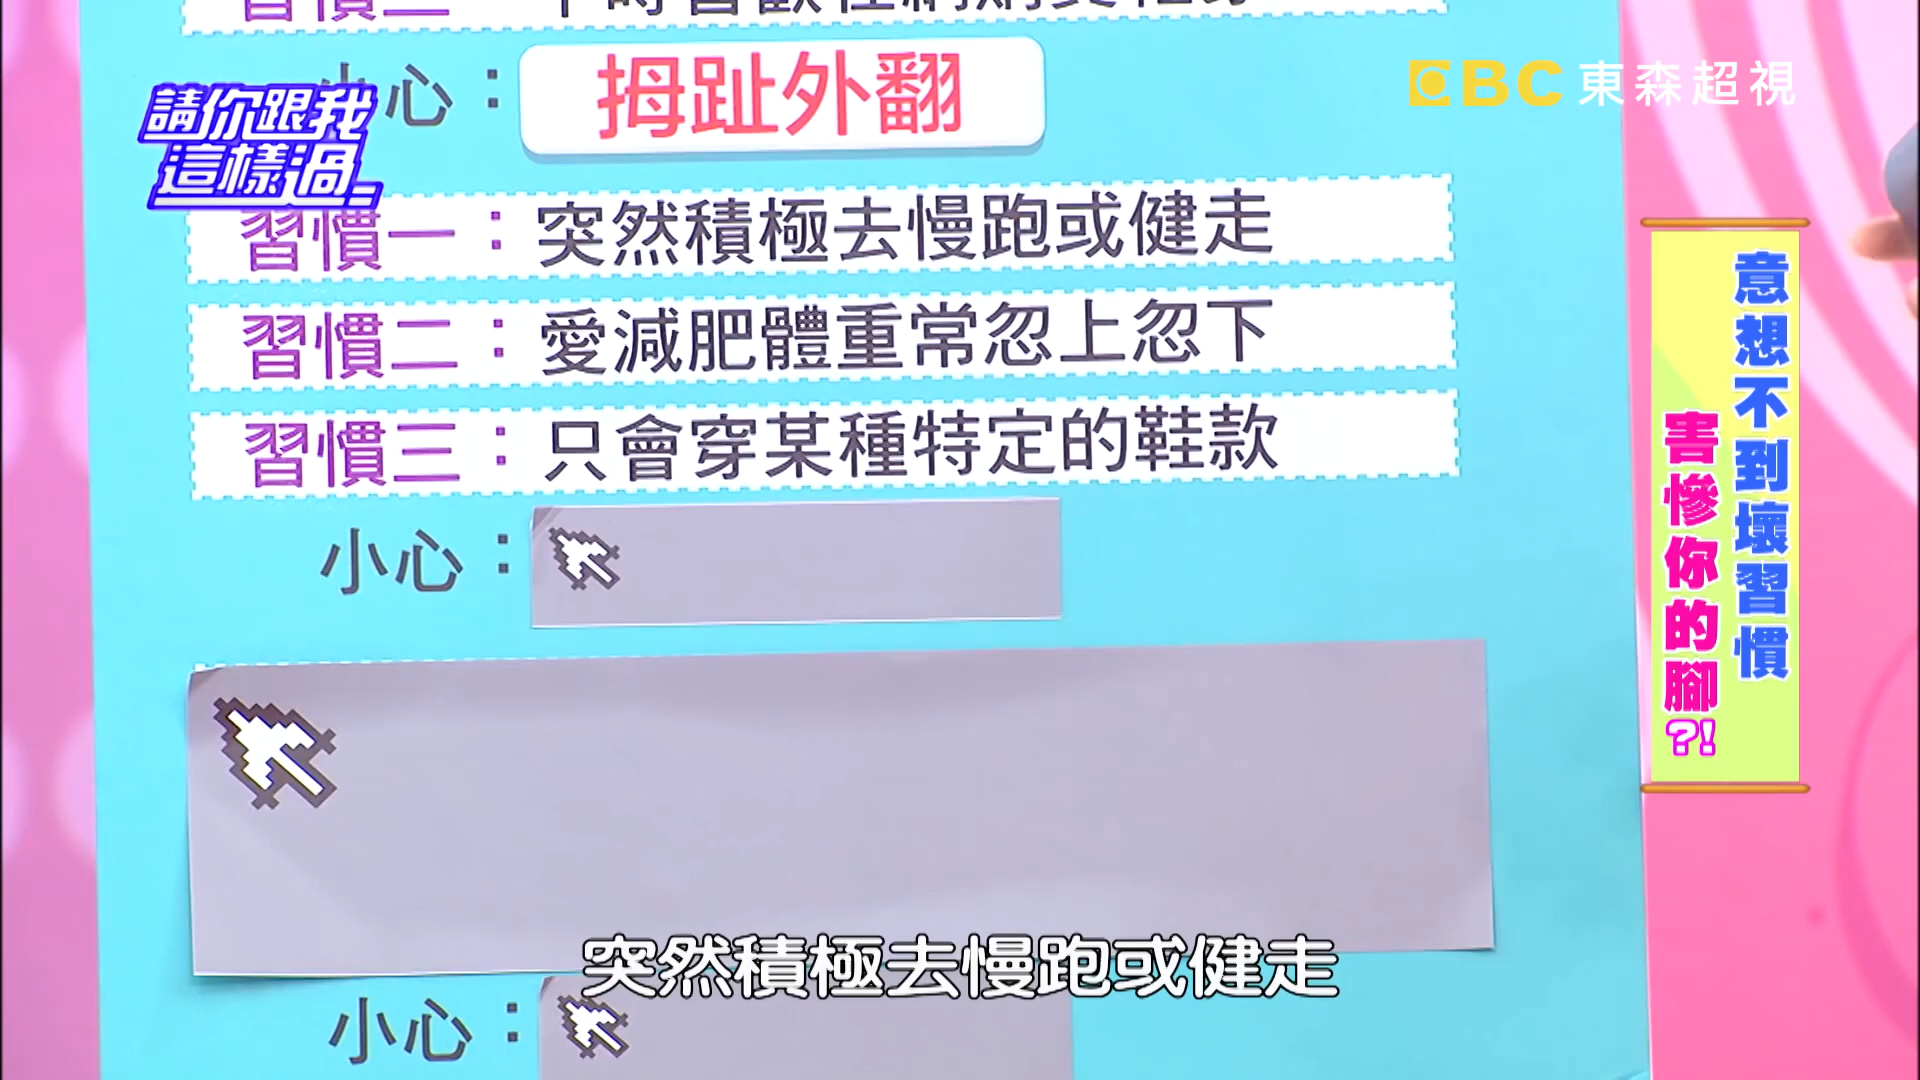 小心：拇趾外翻
EBC 東森超視
請你跟我
這樣過
習慣一：突然積極去慢跑或健走
習慣二：愛減肥體重常忽上忽下
習慣三：只會穿某種特定的鞋款
小心：
意想不到壞習慣
害慘你的腳?!
突然積極去慢跑或健走
小心：